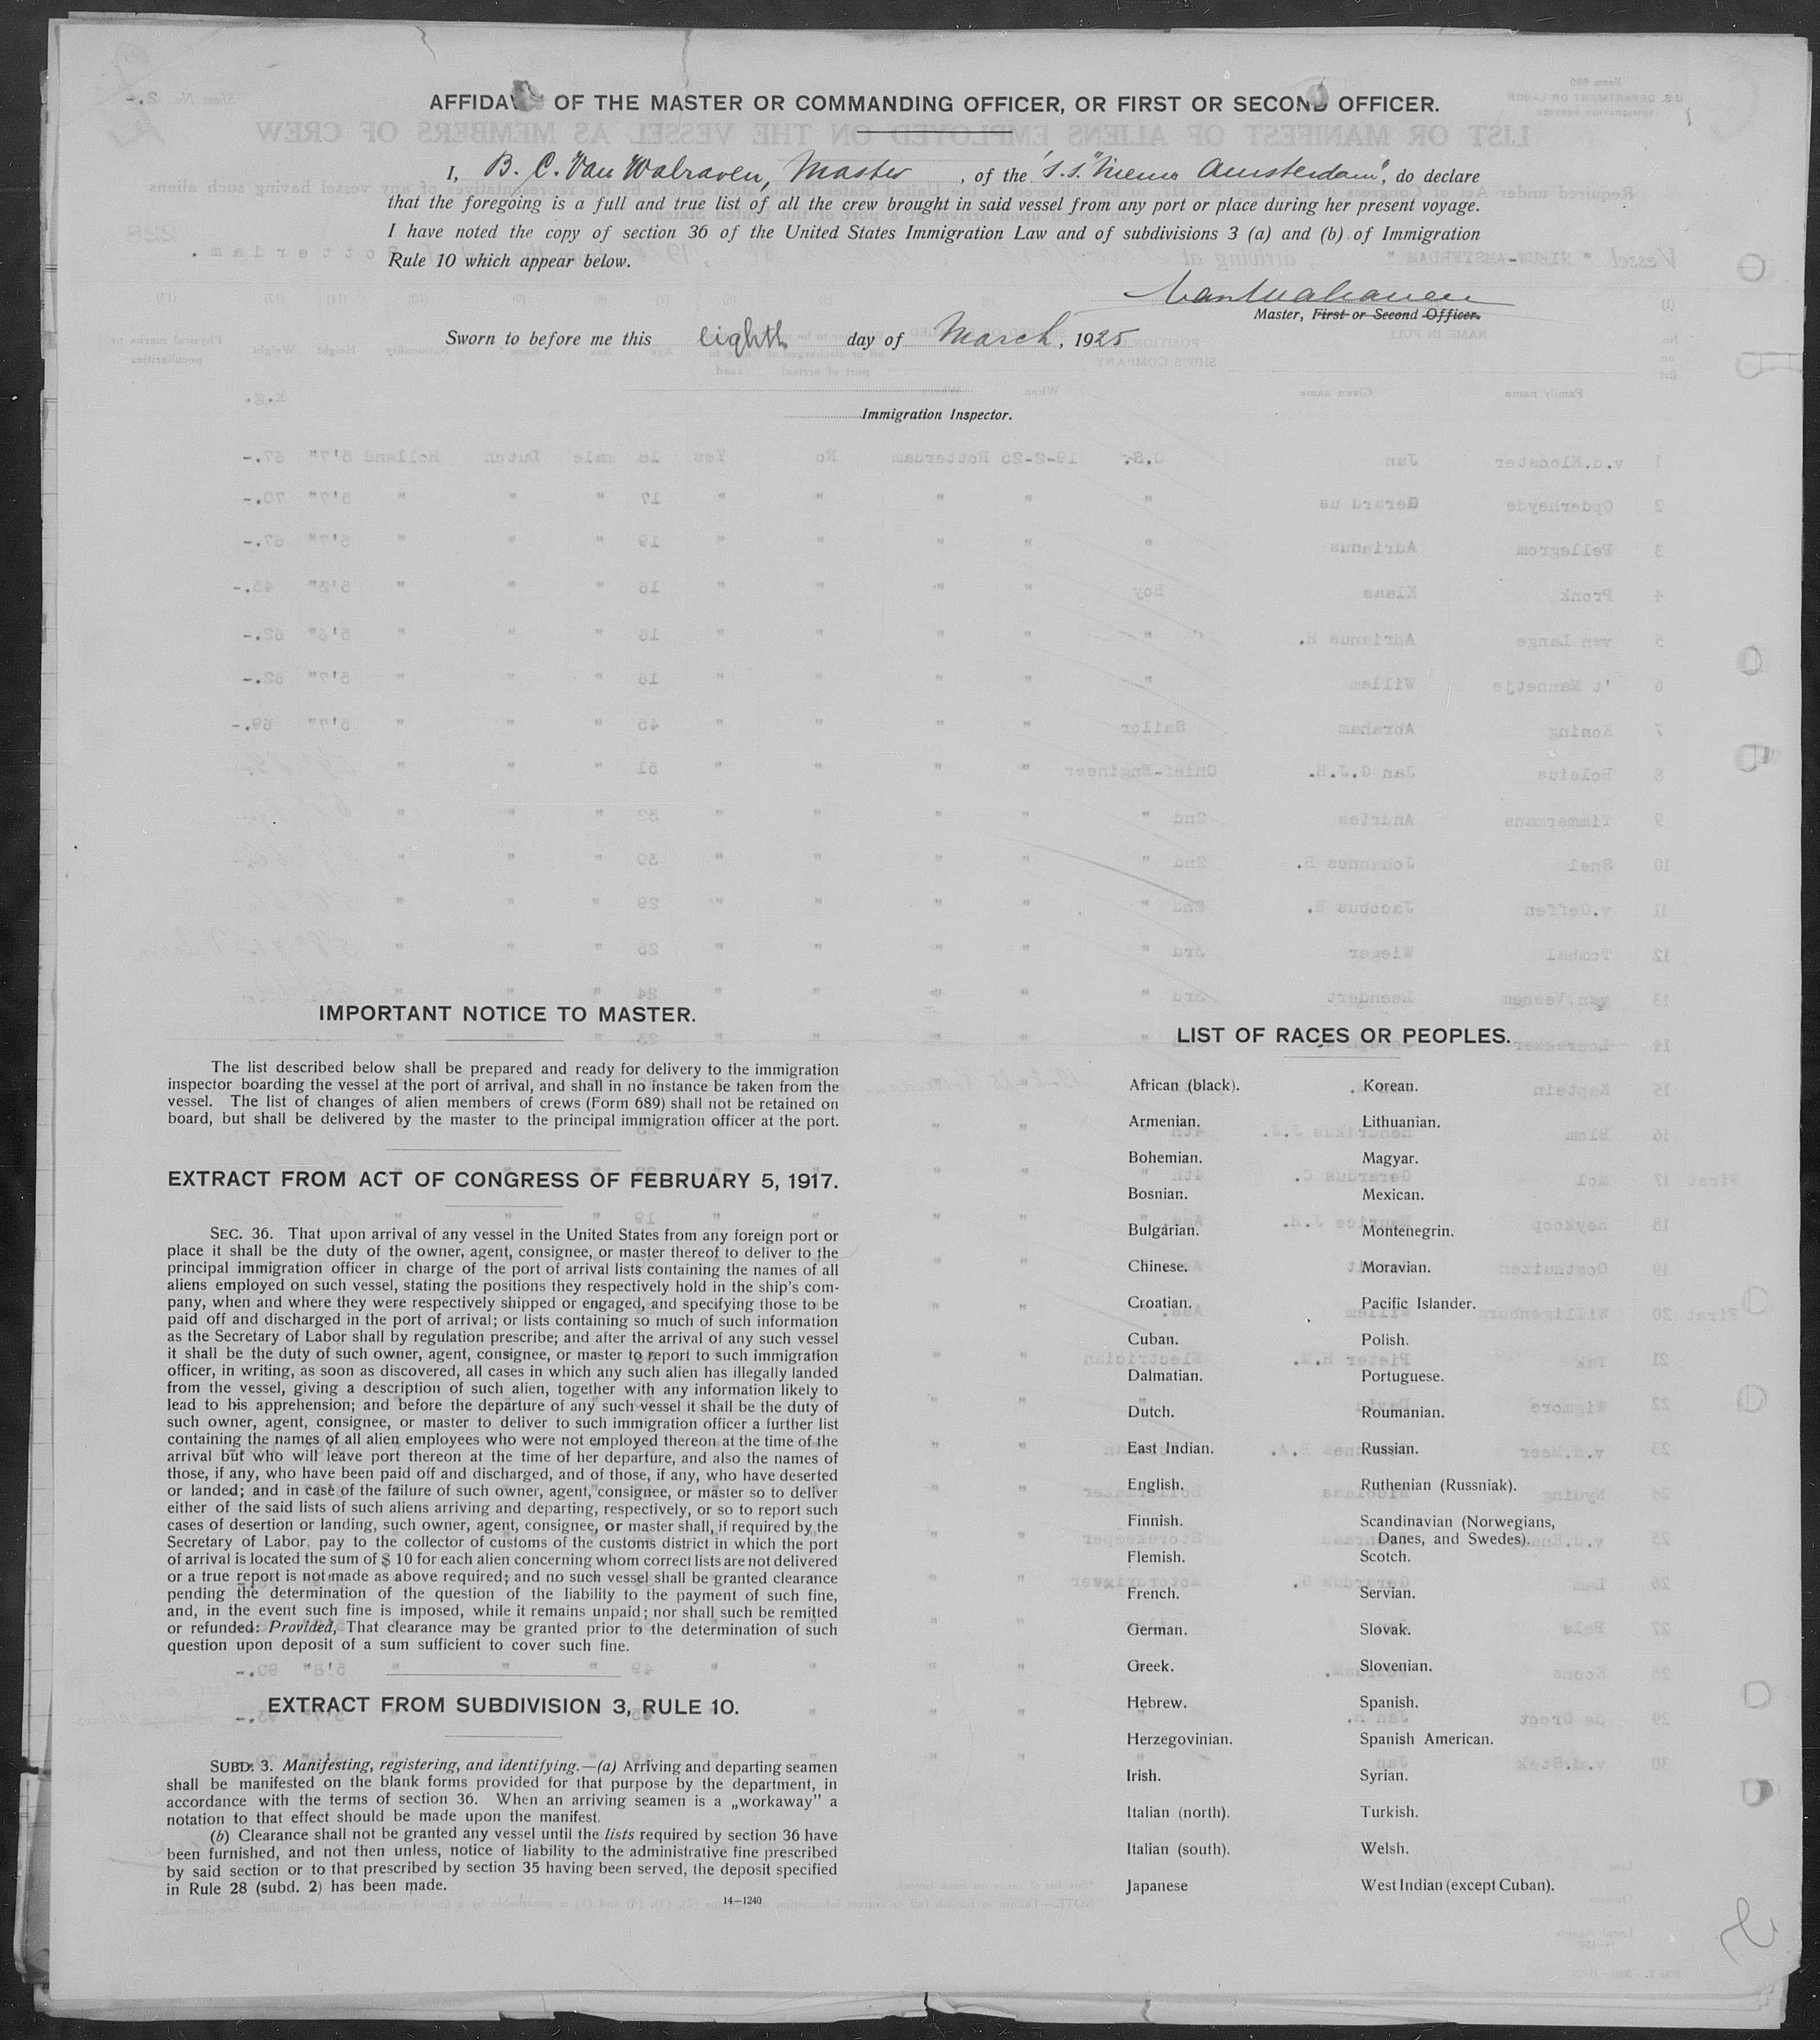 AFFIDAV OF THE MASTER OR COMMANDING OFFICER, OR FIRST OR SECOND OFFICER.
I, B. C. Van Walraven, Master, of the "S.S. Nieuw Amsterdam", do declare
that the foregoing is a full and true list of all the crew brought in said vessel from any port or place during her present voyage.
I have noted the copy of section 36 of the United States Immigration Law and of subdivisions 3 (a) and (b) of Immigration
Rule 10 which appear below.
VanWalraven
Master, First or Second Officer.
Sworn to before me this eighth day of March, 1925
Immigration Inspector.
IMPORTANT NOTICE TO MASTER.
The list described below shall be prepared and ready for delivery to the immigration
inspector boarding the vessel at the port of arrival, and shall in no instance be taken from the
vessel. The list of changes of alien members of crews (Form 689) shall not be retained on
board, but shall be delivered by the master to the principal immigration officer at the port.
EXTRACT FROM ACT OF CONGRESS OF FEBRUARY 5, 1917.
SEC. 36. That upon arrival of any vessel in the United States from any foreign port or
place it shall be the duty of the owner, agent, consignee, or master thereof to deliver to the
principal immigration officer in charge of the port of arrival lists containing the names of all
aliens employed on such vessel, stating the positions they respectively hold in the ship's com-
pany, when and where they were respectively shipped or engaged, and specifying those to be
paid off and discharged in the port of arrival; or lists containing so much of such information
as the Secretary of Labor shall by regulation prescribe; and after the arrival of any such vessel
it shall be the duty of such owner, agent, consignee, or master to report to such immigration
officer, in writing, as soon as discovered, all cases in which any such alien has illegally landed
from the vessel, giving a description of such alien, together with any information likely to
lead to his apprehension; and before the departure of any such vessel it shall be the duty of
such owner, agent, consignee, or master to deliver to such immigration officer a further list
containing the names of all alien employees who were not employed thereon at the time of the
arrival but who will leave port thereon at the time of her departure, and also the names of
those, if any, who have been paid off and discharged, and of those, if any, who have deserted
or landed; and in case of the failure of such owner, agent, consignee, or master so to deliver
either of the said lists of such aliens arriving and departing, respectively, or so to report such
cases of desertion or landing, such owner, agent, consignee, or master shall, if required by the
Secretary of Labor, pay to the collector of customs of the customs district in which the port
of arrival is located the sum of $ 10 for each alien concerning whom correct lists are not delivered
or a true report is not made as above required; and no such vessel shall be granted clearance
pending the determination of the question of the liability to the payment of such fine,
and, in the event such fine is imposed, while it remains unpaid; nor shall such be remitted
or refunded: Provided, That clearance may be granted prior to the determination of such
question upon deposit of a sum sufficient to cover such fine.
EXTRACT FROM SUBDIVISION 3, RULE 10.
SUBD. 3. Manifesting, registering, and identifying.—(a) Arriving and departing seamen
shall be manifested on the blank forms provided for that purpose by the department, in
accordance with the terms of section 36. When an arriving seamen is a „workaway" a
notation to that effect should be made upon the manifest.
(b) Clearance shall not be granted any vessel until the lists required by section 36 have
been furnished, and not then unless, notice of liability to the administrative fine prescribed
by said section or to that prescribed by section 35 having been served, the deposit specified
in Rule 28 (subd. 2) has been made.
14—1240
LIST OF RACES OR PEOPLES.
African (black).
Armenian.
Bohemian.
Bosnian.
Bulgarian.
Chinese.
Croatian.
Cuban.
Dalmatian.
Dutch.
East Indian.
English.
Finnish.
Flemish.
French.
German.
Greek.
Hebrew.
Herzegovinian.
Irish.
Italian (north).
Italian (south).
Japanese
Korean.
Lithuanian.
Magyar.
Mexican.
Montenegrin.
Moravian.
Pacific Islander.
Polish.
Portuguese.
Roumanian.
Russian.
Ruthenian (Russniak).
Scandinavian (Norwegians,
Danes, and Swedes).
Scotch.
Servian.
Slovak.
Slovenian.
Spanish.
Spanish American.
Syrian.
Turkish.
Welsh.
West Indian (except Cuban).